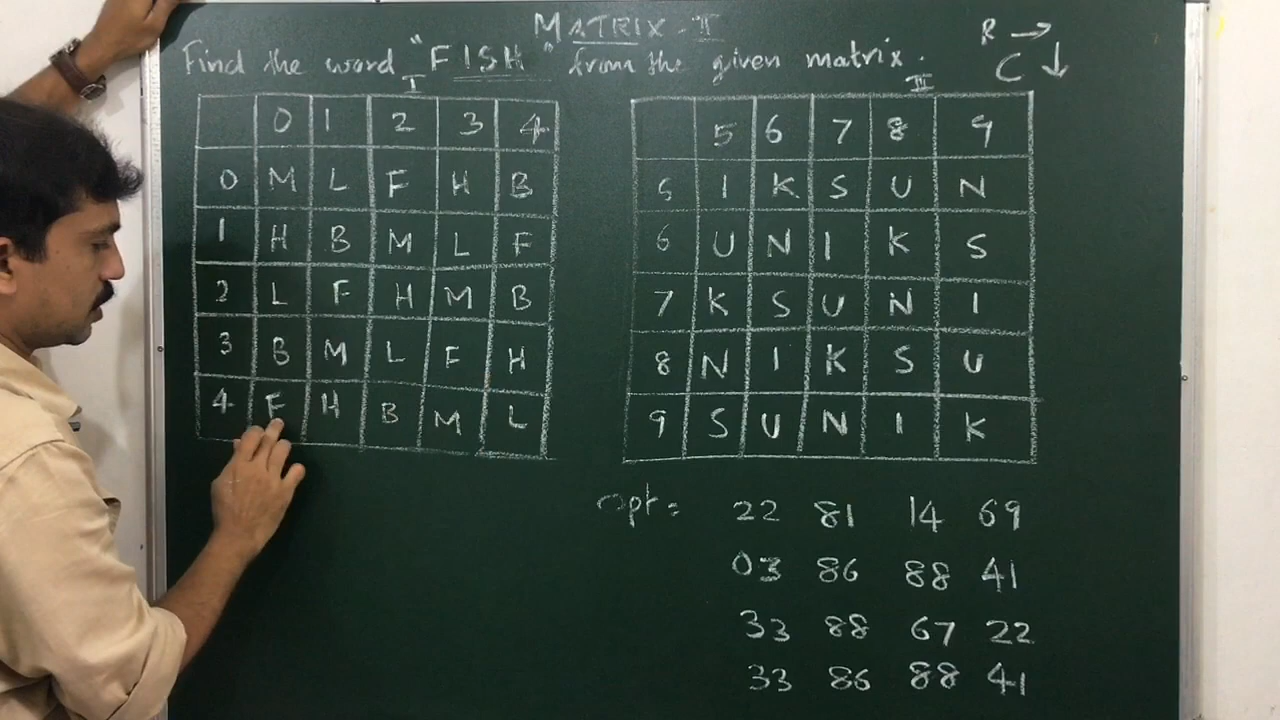 MATRIX-II
R →
Find the word "FISH" from the given matrix.
C ↓
I
II
0 1 2 3 4
0 M L F H B
1 H B M L F
2 L F H M B
3 B M L F H
4 F H B M L
5 6 7 8 9
5 I K S U N
6 U N I K S
7 K S U N I
8 N I K S U
9 S U N I K
opt: 22 81 14 69
03 86 88 41
33 88 67 22
33 86 88 41